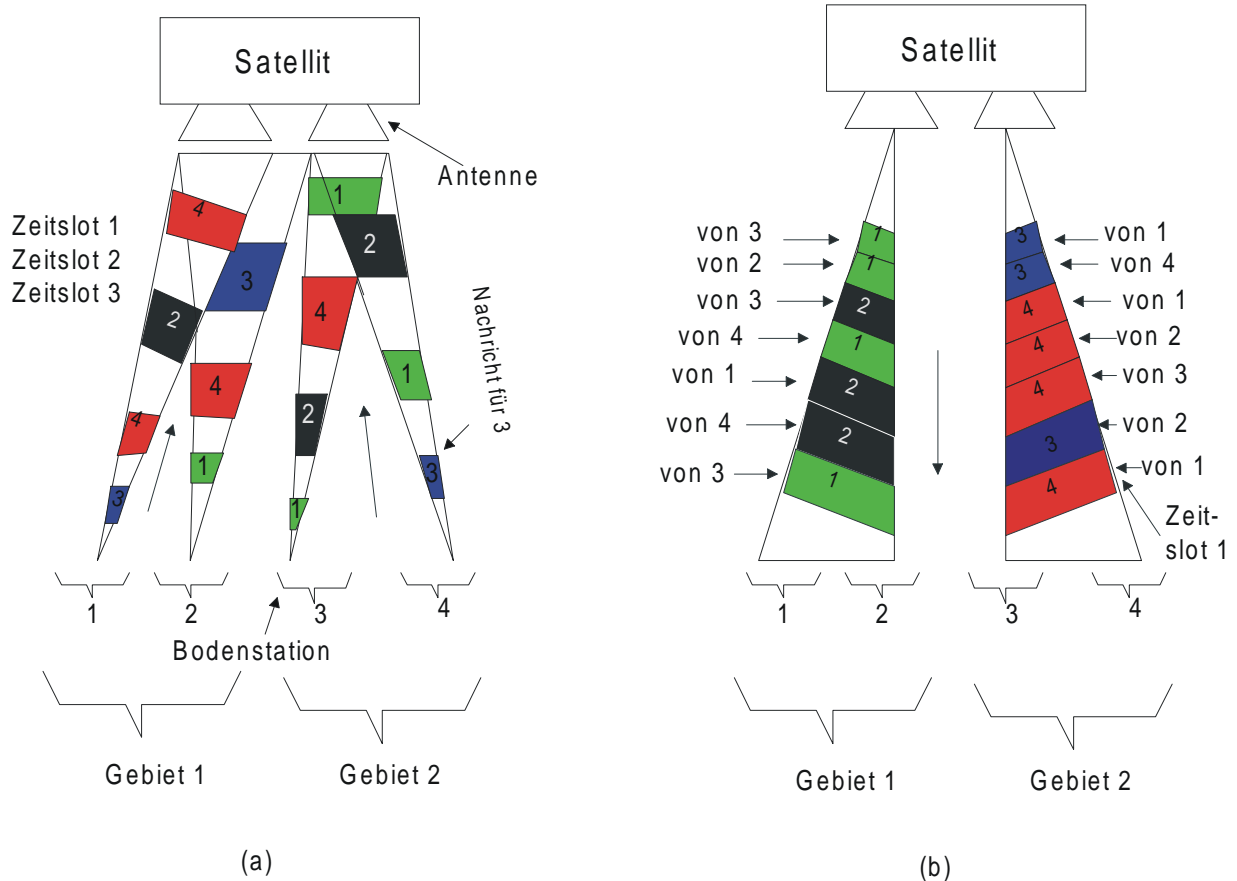 Satellit
Antenne
Zeitslot 1
Zeitslot 2
Zeitslot 3
4
3
2
4
4
1
3
1
2
4
1
2
3
1
Nachricht für 3
1
2
3
4
Bodenstation
Gebiet 1
Gebiet 2
(a)
Satellit
von 3
von 2
von 3
von 4
von 1
von 4
von 3
1
1
2
1
2
2
1
3
3
4
4
4
3
4
von 1
von 4
von 1
von 2
von 3
von 2
von 1
Zeit-
slot 1
1
2
3
4
Gebiet 1
Gebiet 2
(b)